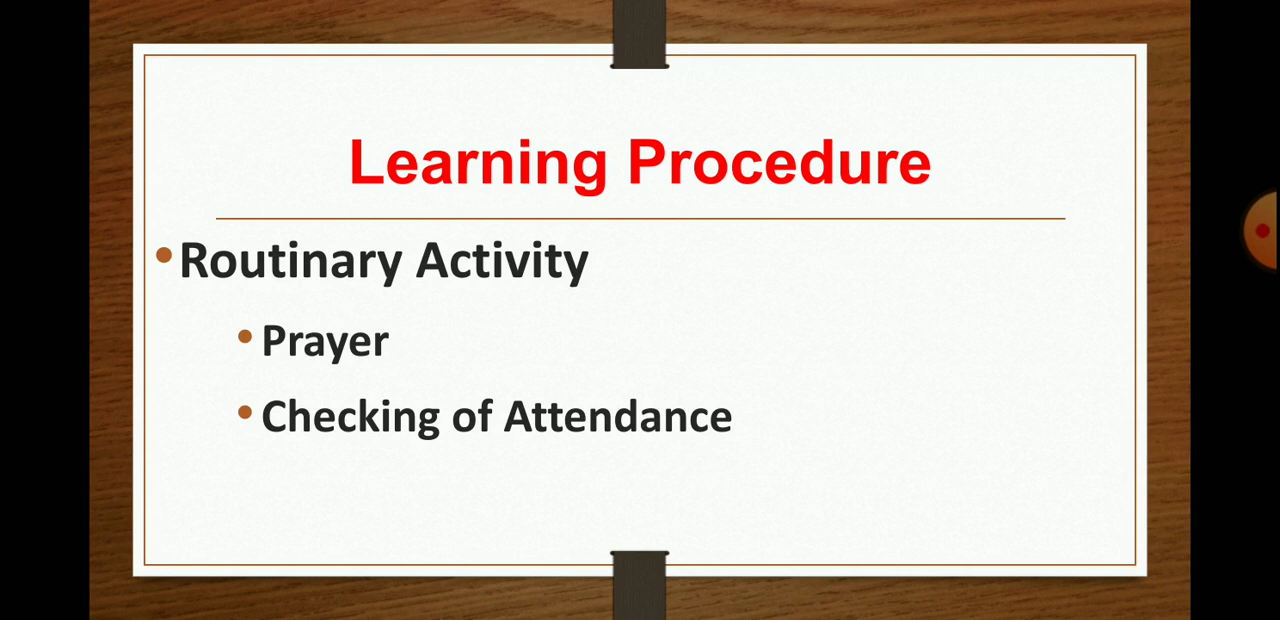 Learning Procedure
•Routinary Activity
•Prayer
•Checking of Attendance